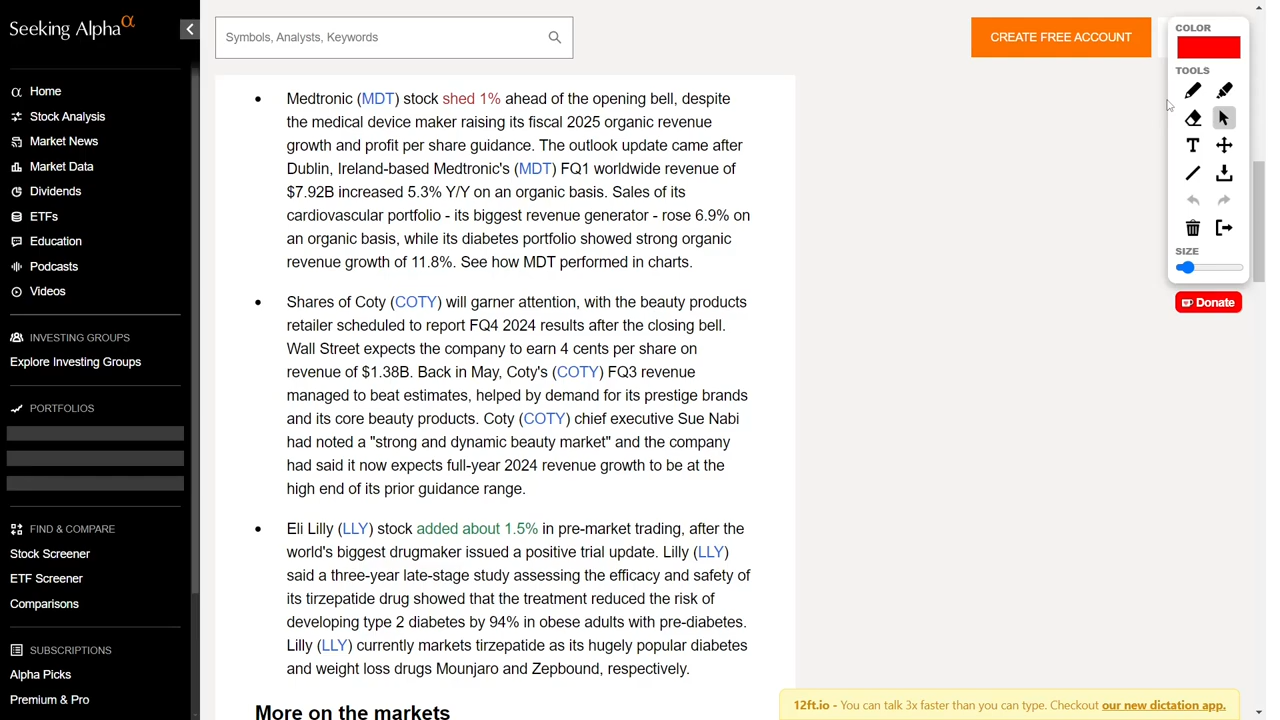 Seeking Alpha α
Symbols, Analysts, Keywords
CREATE FREE ACCOUNT
Home
Stock Analysis
Market News
Market Data
Dividends
ETFs
Education
Podcasts
Videos
INVESTING GROUPS
Explore Investing Groups
PORTFOLIOS
FIND & COMPARE
Stock Screener
ETF Screener
Comparisons
SUBSCRIPTIONS
Alpha Picks
Premium & Pro
Medtronic (MDT) stock shed 1% ahead of the opening bell, despite
the medical device maker raising its fiscal 2025 organic revenue
growth and profit per share guidance. The outlook update came after
Dublin, Ireland-based Medtronic's (MDT) FQ1 worldwide revenue of
$7.92B increased 5.3% Y/Y on an organic basis. Sales of its
cardiovascular portfolio - its biggest revenue generator - rose 6.9% on
an organic basis, while its diabetes portfolio showed strong organic
revenue growth of 11.8%. See how MDT performed in charts.
Shares of Coty (COTY) will garner attention, with the beauty products
retailer scheduled to report FQ4 2024 results after the closing bell.
Wall Street expects the company to earn 4 cents per share on
revenue of $1.38B. Back in May, Coty's (COTY) FQ3 revenue
managed to beat estimates, helped by demand for its prestige brands
and its core beauty products. Coty (COTY) chief executive Sue Nabi
had noted a "strong and dynamic beauty market" and the company
had said it now expects full-year 2024 revenue growth to be at the
high end of its prior guidance range.
Eli Lilly (LLY) stock added about 1.5% in pre-market trading, after the
world's biggest drugmaker issued a positive trial update. Lilly (LLY)
said a three-year late-stage study assessing the efficacy and safety of
its tirzepatide drug showed that the treatment reduced the risk of
developing type 2 diabetes by 94% in obese adults with pre-diabetes.
Lilly (LLY) currently markets tirzepatide as its hugely popular diabetes
and weight loss drugs Mounjaro and Zepbound, respectively.
More on the markets
COLOR
TOOLS
SIZE
Donate
12ft.io - You can talk 3x faster than you can type. Checkout our new dictation app.